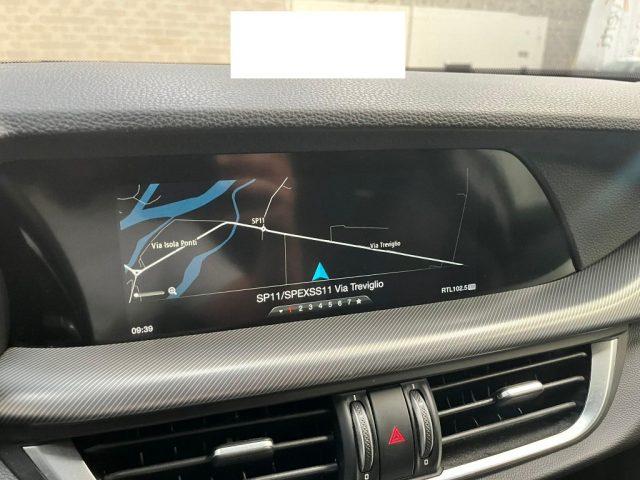 SP11
Via Isola Ponti
Via Treviglio
SP11/SPEXSS11 Via Treviglio
1 2 3 4 5 6 7
RTL102.5
09:39